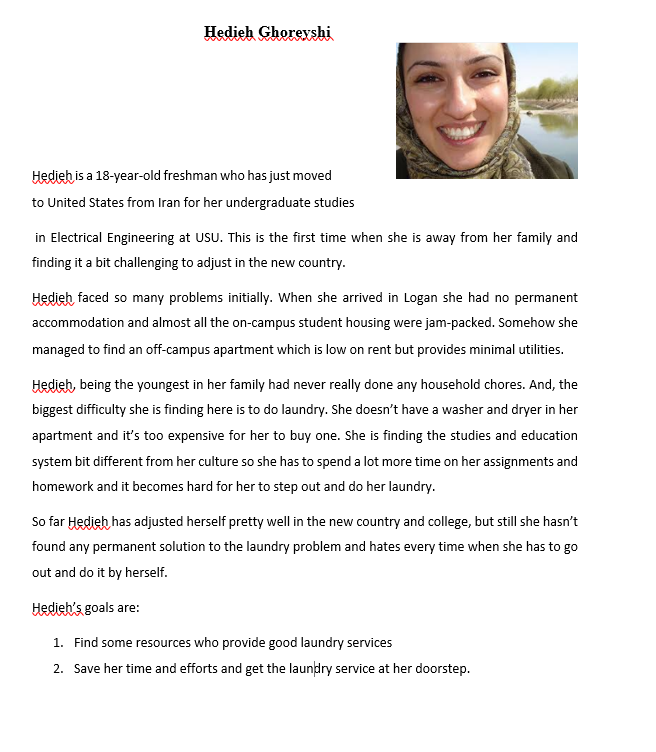 Hedieh Ghoreyshi
Hedieh is a 18-year-old freshman who has just moved
to United States from Iran for her undergraduate studies
in Electrical Engineering at USU. This is the first time when she is away from her family and
finding it a bit challenging to adjust in the new country.
Hedieh faced so many problems initially. When she arrived in Logan she had no permanent
accommodation and almost all the on-campus student housing were jam-packed. Somehow she
managed to find an off-campus apartment which is low on rent but provides minimal utilities.
Hedieh, being the youngest in her family had never really done any household chores. And, the
biggest difficulty she is finding here is to do laundry. She doesn't have a washer and dryer in her
apartment and it's too expensive for her to buy one. She is finding the studies and education
system bit different from her culture so she has to spend a lot more time on her assignments and
homework and it becomes hard for her to step out and do her laundry.
So far Hedieh has adjusted herself pretty well in the new country and college, but still she hasn't
found any permanent solution to the laundry problem and hates every time when she has to go
out and do it by herself.
Hedieh's goals are:
1. Find some resources who provide good laundry services
2. Save her time and efforts and get the laundry service at her doorstep.